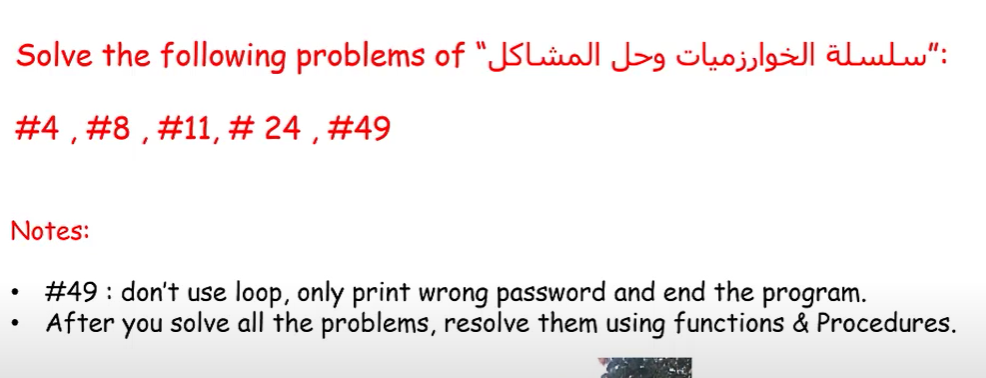 Solve the following problems of “سلسلة الخوارزميات وحل المشاكل”:
#4 , #8 , #11, # 24 , #49
Notes:
• #49 : don't use loop, only print wrong password and end the program.
• After you solve all the problems, resolve them using functions & Procedures.